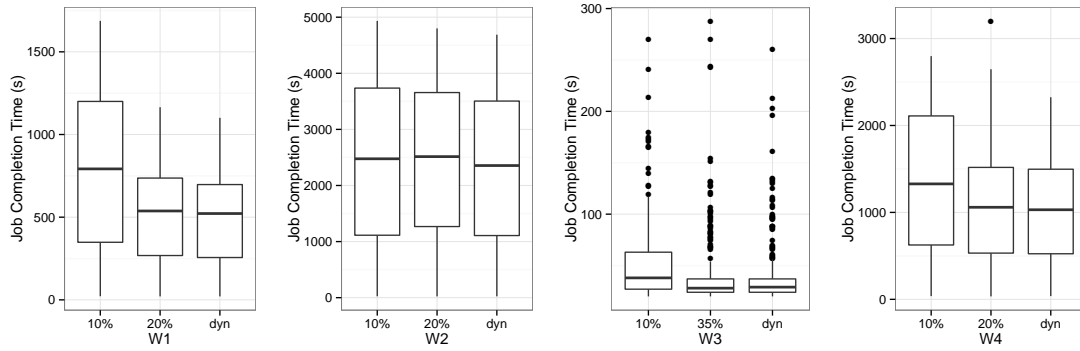 Job Completion Time (s)
1500
1000
500
0
10% 20% dyn
W1
Job Completion Time (s)
5000
4000
3000
2000
1000
0
10% 20% dyn
W2
Job Completion Time (s)
300
200
100
10% 35% dyn
W3
Job Completion Time (s)
3000
2000
1000
0
10% 20% dyn
W4